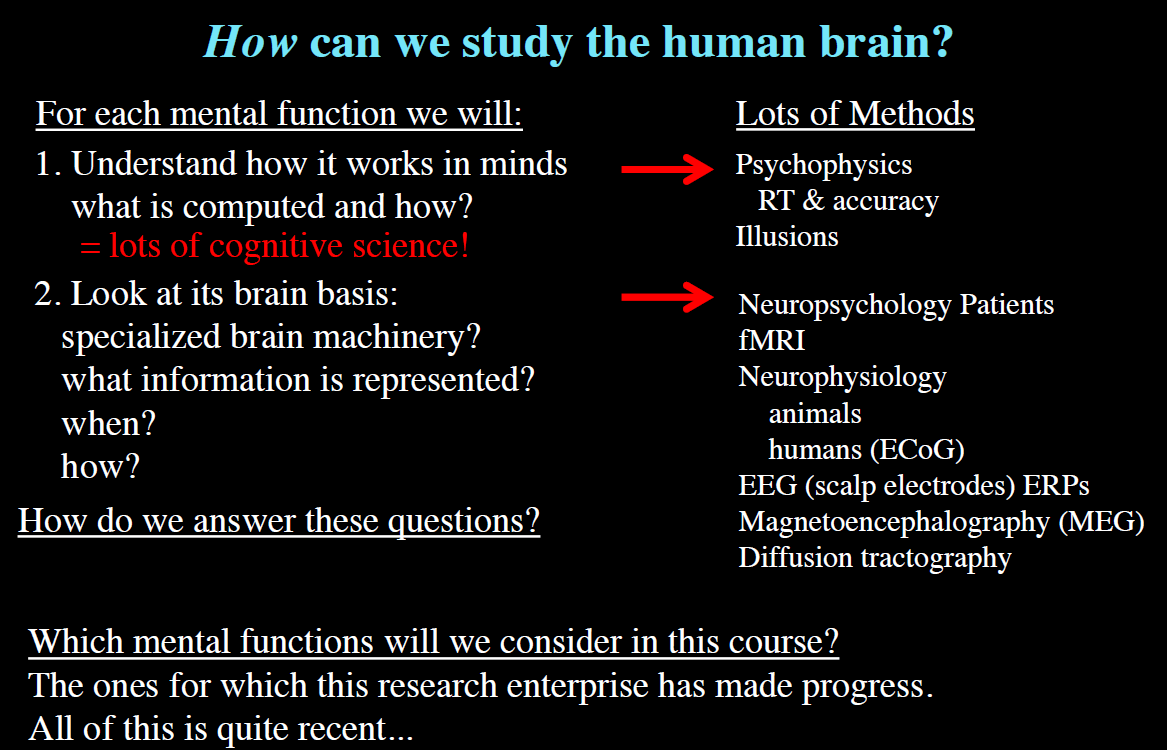 How can we study the human brain?
For each mental function we will:
1. Understand how it works in minds
what is computed and how?
= lots of cognitive science!
2. Look at its brain basis:
specialized brain machinery?
what information is represented?
when?
how?
How do we answer these questions?
Lots of Methods
Psychophysics
RT & accuracy
Illusions
Neuropsychology Patients
fMRI
Neurophysiology
animals
humans (ECoG)
EEG (scalp electrodes) ERPs
Magnetoencephalography (MEG)
Diffusion tractography
Which mental functions will we consider in this course?
The ones for which this research enterprise has made progress.
All of this is quite recent...